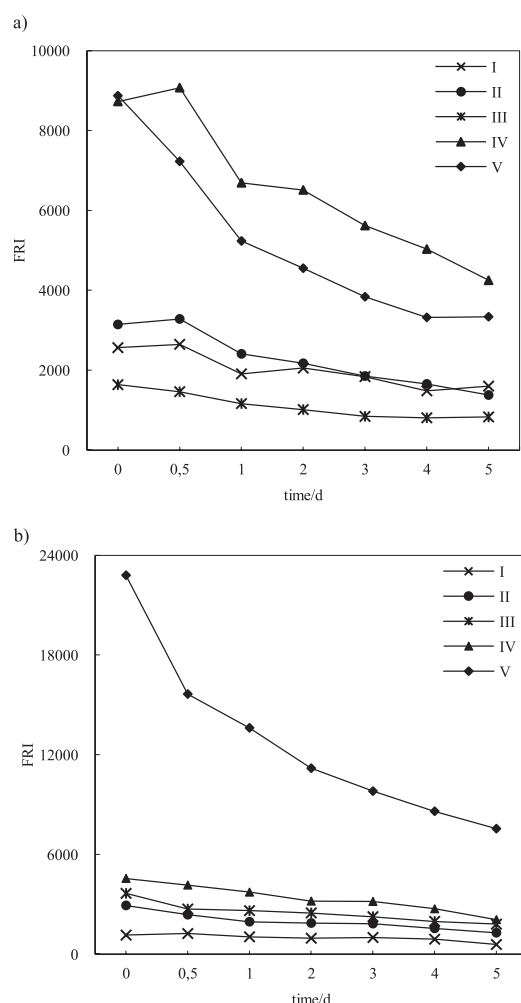 a)
10000
8000
6000
4000
2000
0
FRI
I
II
III
IV
V
0 0,5 1 2 3 4 5
time/d
b)
24000
18000
12000
6000
0
FRI
I
II
III
IV
V
0 0,5 1 2 3 4 5
time/d